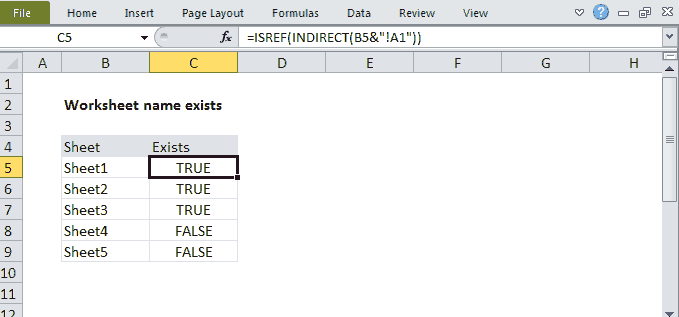 File Home Insert Page Layout Formulas Data Review View
C5 fx =ISREF(INDIRECT(B5&"!A1"))
A B C D E F G H
1
2 Worksheet name exists
3
4 Sheet Exists
5 Sheet1 TRUE
6 Sheet2 TRUE
7 Sheet3 TRUE
8 Sheet4 FALSE
9 Sheet5 FALSE
10
11
12